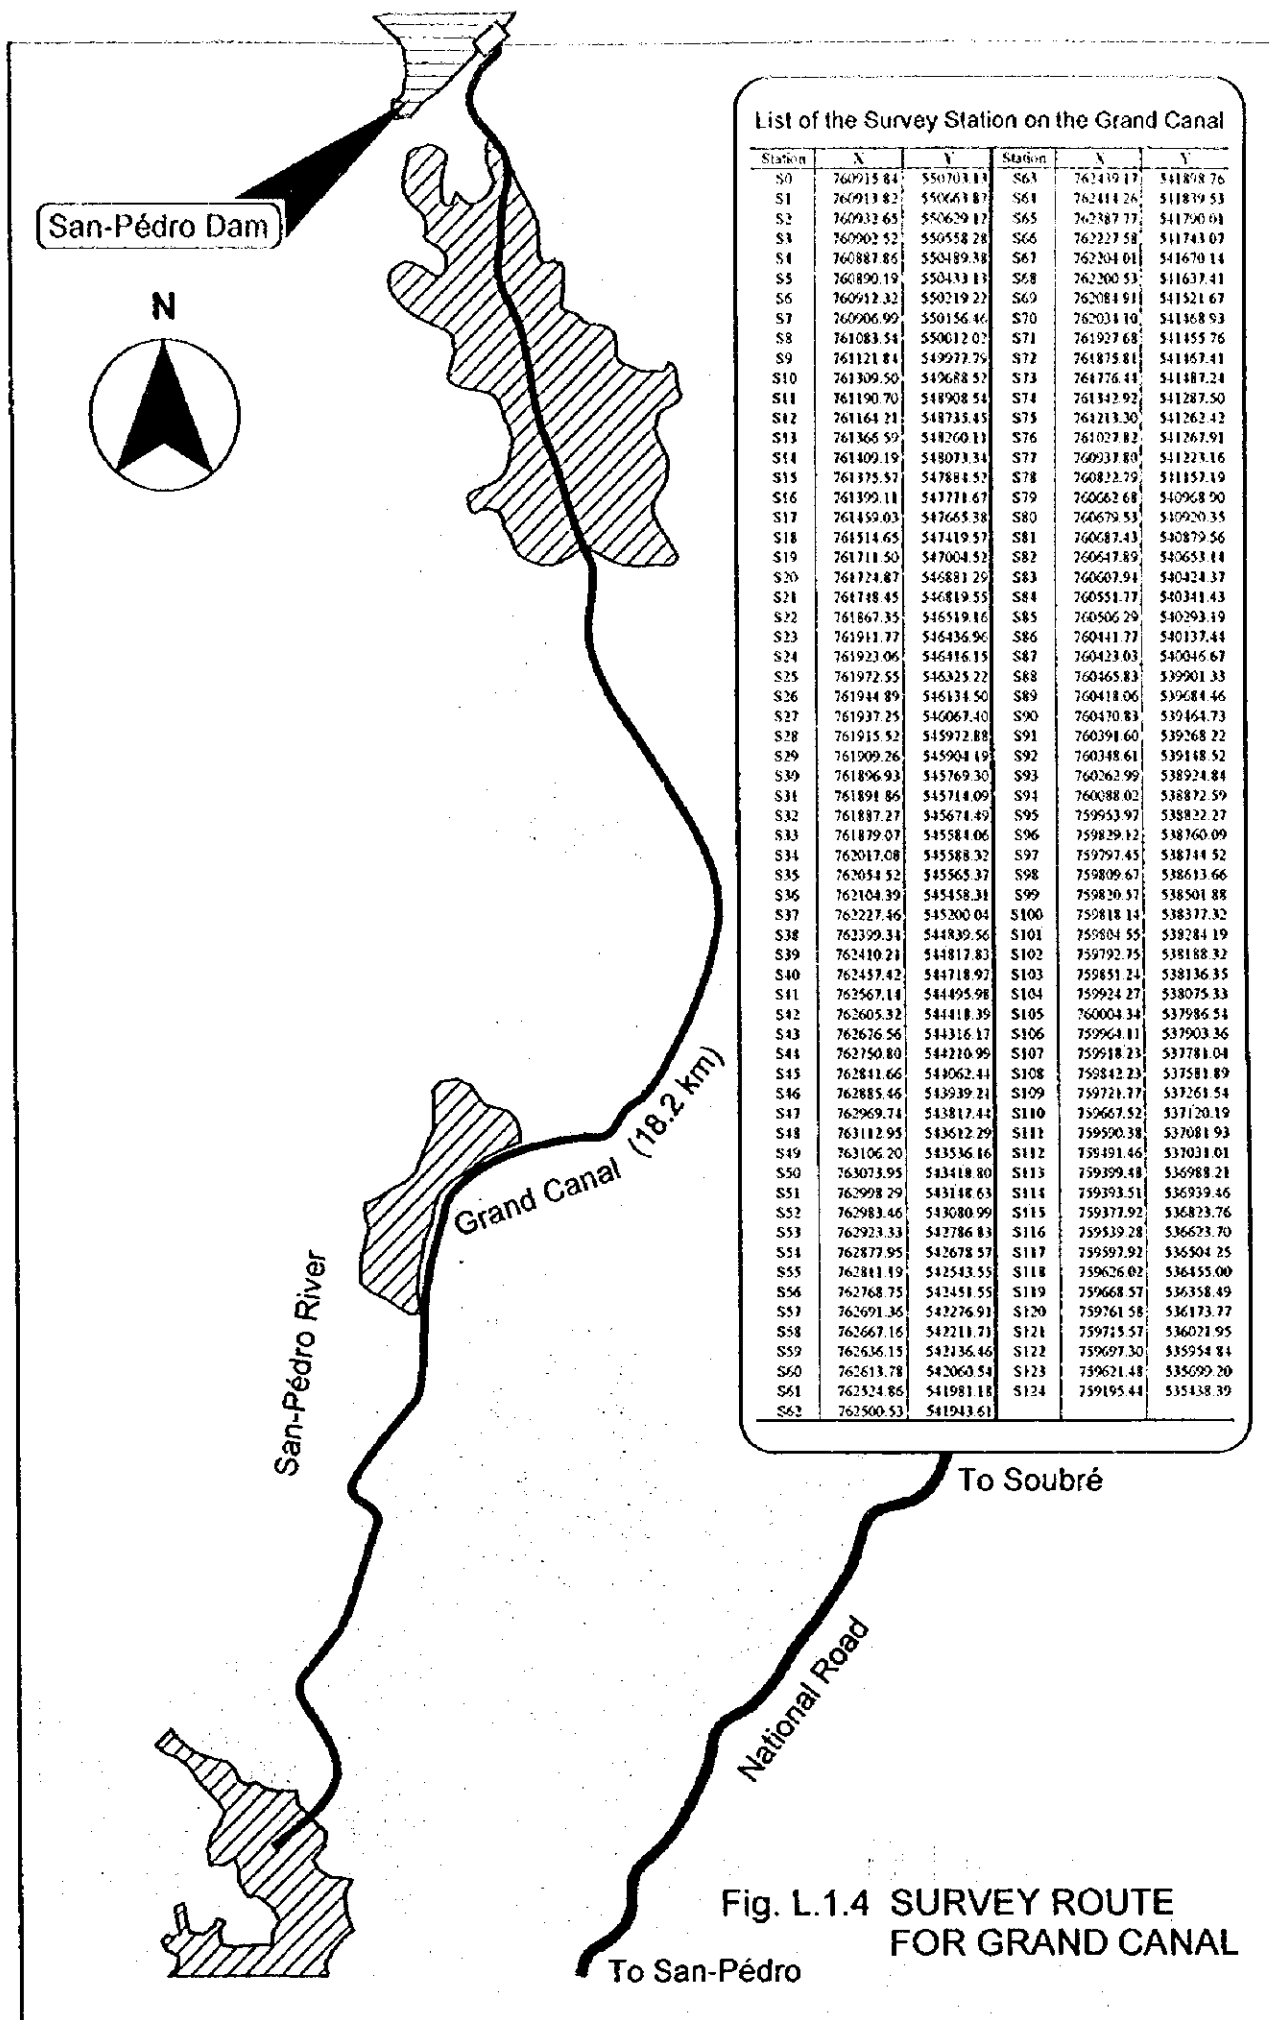 San-Pédro Dam
N
List of the Survey Station on the Grand Canal
Station X Y Station X Y
S0 760915.84 550703.13 S63 762439.17 541898.76
S1 760913.82 550663.87 S64 762414.26 541839.53
S2 760932.65 550629.12 S65 762387.77 541790.01
S3 760902.52 550558.28 S66 762227.58 541743.07
S4 760887.86 550489.38 S67 762204.01 541670.14
S5 760890.19 550433.13 S68 762200.53 541637.41
S6 760912.32 550219.22 S69 762084.91 541521.67
S7 760906.99 550156.46 S70 762034.10 541468.93
S8 761083.54 550012.02 S71 761927.68 541455.76
S9 761121.84 549977.79 S72 761875.81 541467.41
S10 761309.50 549688.52 S73 761776.44 541487.24
S11 761190.70 548908.54 S74 761342.92 541287.50
S12 761164.21 548735.45 S75 761213.30 541262.42
S13 761366.59 548260.11 S76 761027.82 541267.91
S14 761409.19 548073.34 S77 760937.80 541223.16
S15 761375.57 547884.52 S78 760822.79 541157.19
S16 761399.11 547771.67 S79 760662.68 540968.90
S17 761459.03 547665.38 S80 760679.53 540920.35
S18 761514.65 547419.57 S81 760687.43 540879.56
S19 761711.50 547004.52 S82 760647.89 540653.14
S20 761724.87 546881.29 S83 760607.94 540424.37
S21 761748.45 546819.55 S84 760551.77 540341.43
S22 761867.35 546519.16 S85 760506.29 540293.19
S23 761911.77 546436.96 S86 760441.77 540137.44
S24 761923.06 546416.15 S87 760423.03 540046.67
S25 761972.55 546325.22 S88 760465.83 539901.33
S26 761944.89 546134.50 S89 760418.06 539684.46
S27 761937.25 546067.40 S90 760470.83 539464.73
S28 761915.52 545972.88 S91 760391.60 539268.22
S29 761909.26 545904.19 S92 760348.61 539148.52
S30 761896.93 545769.30 S93 760262.99 538924.84
S31 761891.86 545714.09 S94 760088.02 538872.59
S32 761887.27 545671.49 S95 759953.97 538822.27
S33 761879.07 545584.06 S96 759829.12 538760.09
S34 762017.08 545588.32 S97 759797.45 538744.52
S35 762054.52 545565.37 S98 759809.67 538613.66
S36 762104.39 545458.31 S99 759820.57 538501.88
S37 762227.46 545200.04 S100 759818.14 538377.32
S38 762399.34 544839.56 S101 759804.55 538284.19
S39 762410.21 544817.83 S102 759792.75 538188.32
S40 762457.42 544718.97 S103 759851.24 538136.35
S41 762567.14 544495.98 S104 759924.27 538075.33
S42 762605.32 544418.39 S105 760004.34 537986.54
S43 762676.56 544316.17 S106 759964.11 537903.36
S44 762750.80 544210.99 S107 759918.23 537781.04
S45 762841.66 544062.44 S108 759842.23 537581.89
S46 762885.46 543939.21 S109 759721.77 537261.54
S47 762969.74 543817.44 S110 759667.52 537120.19
S48 763112.95 543612.29 S111 759590.38 537081.93
S49 763106.20 543536.16 S112 759491.46 537031.01
S50 763073.95 543418.80 S113 759399.48 536988.21
S51 762998.29 543148.63 S114 759393.51 536939.46
S52 762983.46 543080.99 S115 759377.92 536823.76
S53 762923.33 542786.83 S116 759539.28 536623.70
S54 762877.95 542678.57 S117 759597.92 536504.25
S55 762811.19 542543.55 S118 759626.02 536455.00
S56 762768.75 542451.55 S119 759668.57 536358.49
S57 762691.36 542276.91 S120 759761.58 536173.77
S58 762667.16 542211.71 S121 759715.57 536021.95
S59 762636.15 542136.46 S122 759697.30 535954.84
S60 762613.78 542060.54 S123 759621.48 535699.20
S61 762524.86 541981.18 S124 759195.44 535438.39
S62 762500.53 541943.61
Grand Canal (18.2 km)
San-Pédro River
To Soubré
National Road
To San-Pédro
Fig. L.1.4 SURVEY ROUTE
FOR GRAND CANAL